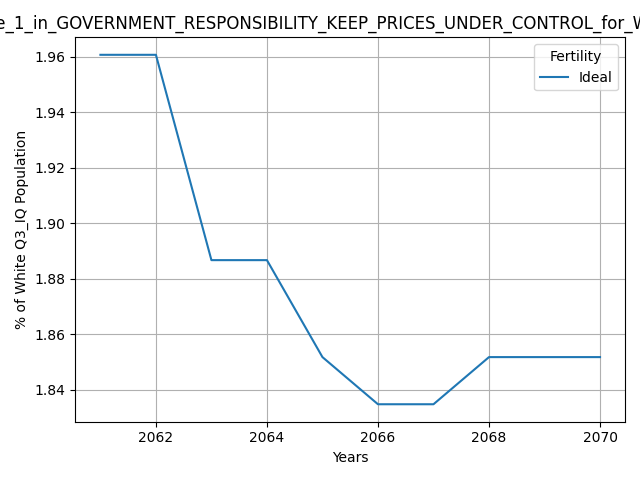 e_1_in_GOVERNMENT_RESPONSIBILITY_KEEP_PRICES_UNDER_CONTROL_for_W
Fertility
Ideal
1.96
1.94
1.92
1.90
1.88
1.86
1.84
% of White Q3_IQ Population
2062 2064 2066 2068 2070
Years